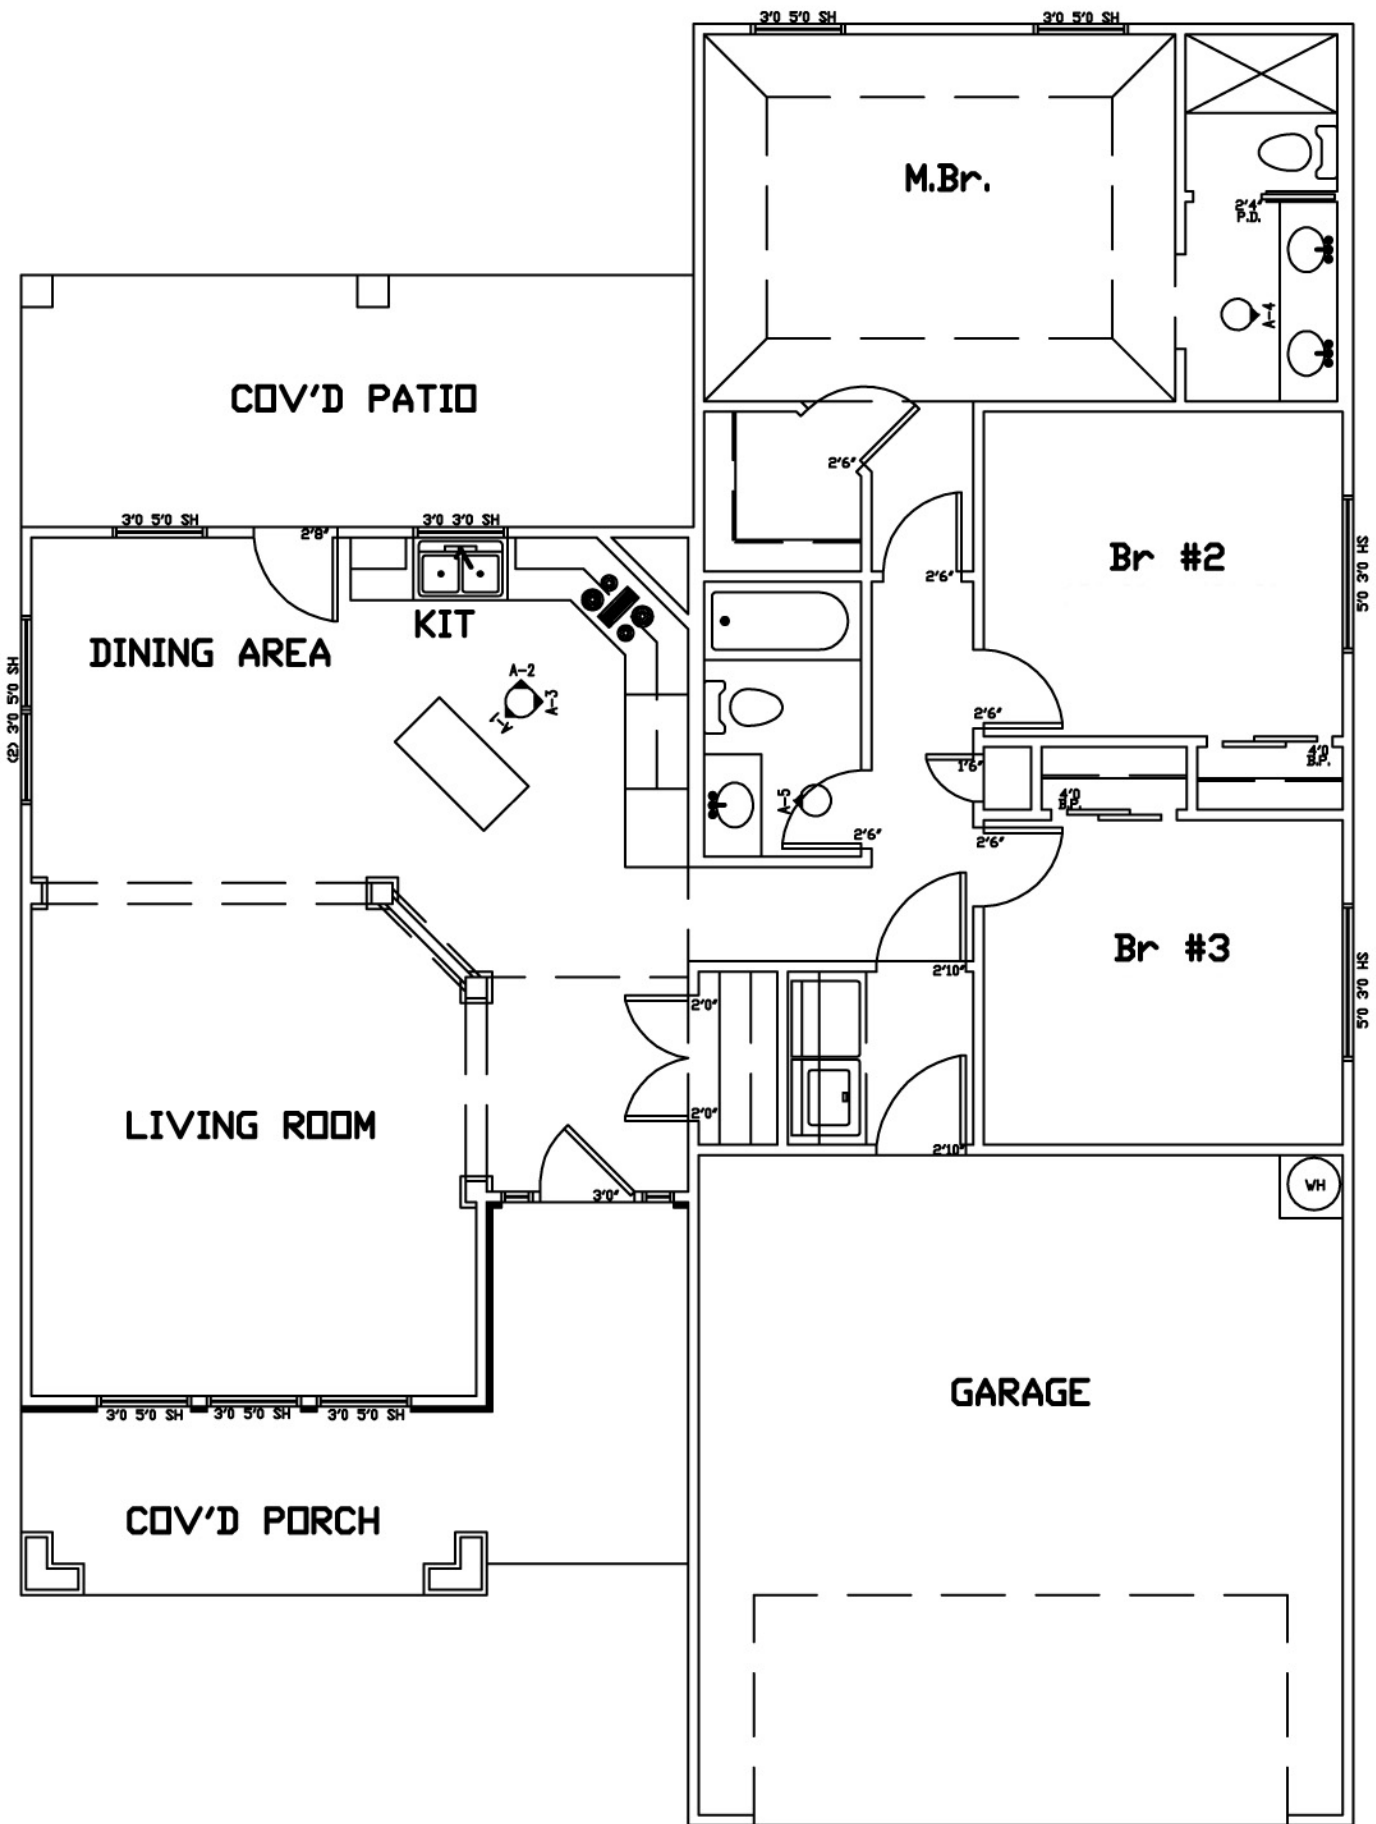 3'0 5'0 SH
3'0 5'0 SH
M.Br.
2'4"
P.D.
A-4
COV'D PATIO
2'6"
3'0 5'0 SH
2'8"
3'0 3'0 SH
2'6"
Br #2
5'0 3'0 HS
KIT
DINING AREA
A-2
A-3
A-1
(2) 3'0 5'0 SH
2'6"
4'0
B.P.
1'6"
4'0
B.P.
A-5
2'6"
2'6"
Br #3
5'0 3'0 HS
2'10"
2'0"
LIVING ROOM
2'0"
2'10"
3'0"
WH
GARAGE
3'0 5'0 SH
3'0 5'0 SH
3'0 5'0 SH
COV'D PORCH